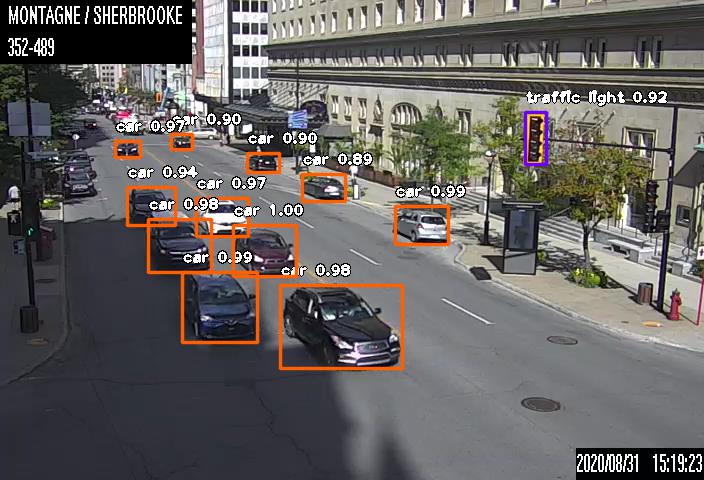 MONTAGNE / SHERBROOKE
352-489
traffic light 0.92
car 0.97
car 0.90
car 0.90
car 0.89
car 0.94
car 0.97
car 0.99
car 0.98
car 1.00
car 0.99
car 0.98
2020/08/31 15:19:23